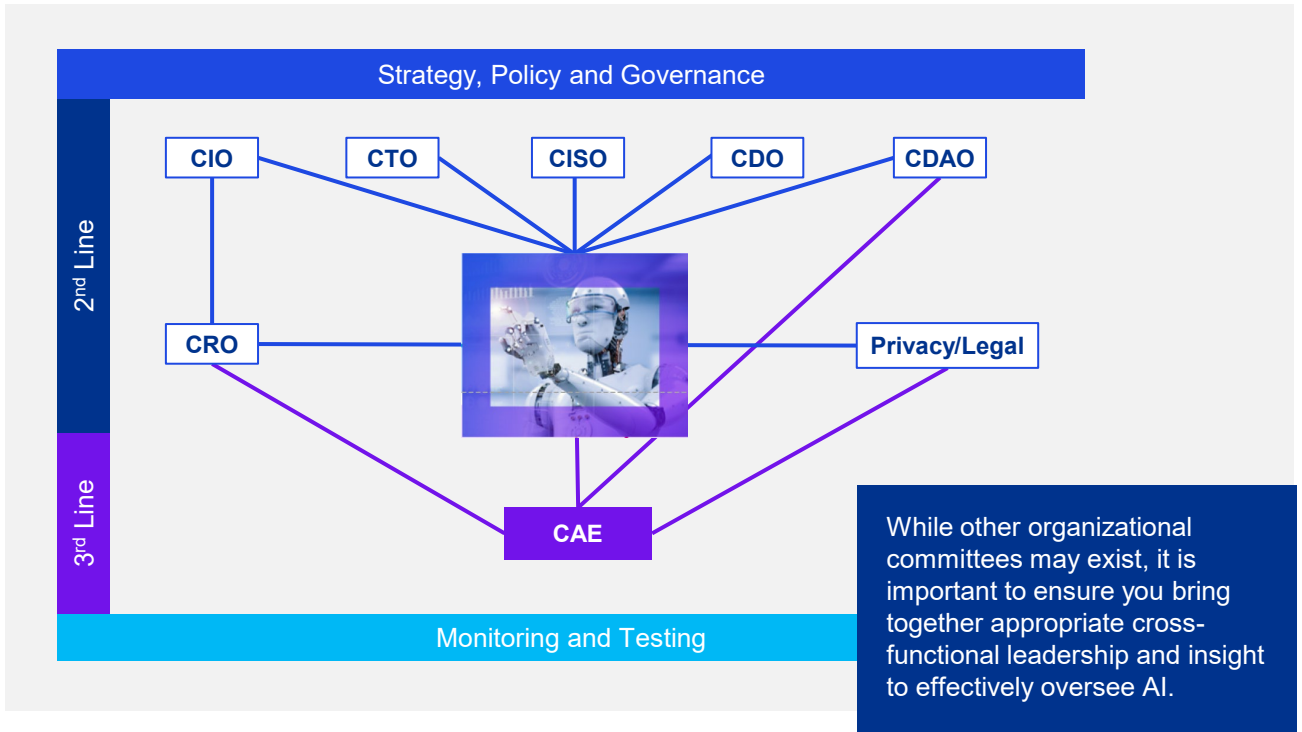 Strategy, Policy and Governance
CIO
CTO
CISO
CDO
CDAO
2nd Line
CRO
Privacy/Legal
3rd Line
CAE
While other organizational
committees may exist, it is
important to ensure you bring
together appropriate cross-
functional leadership and insight
to effectively oversee AI.
Monitoring and Testing